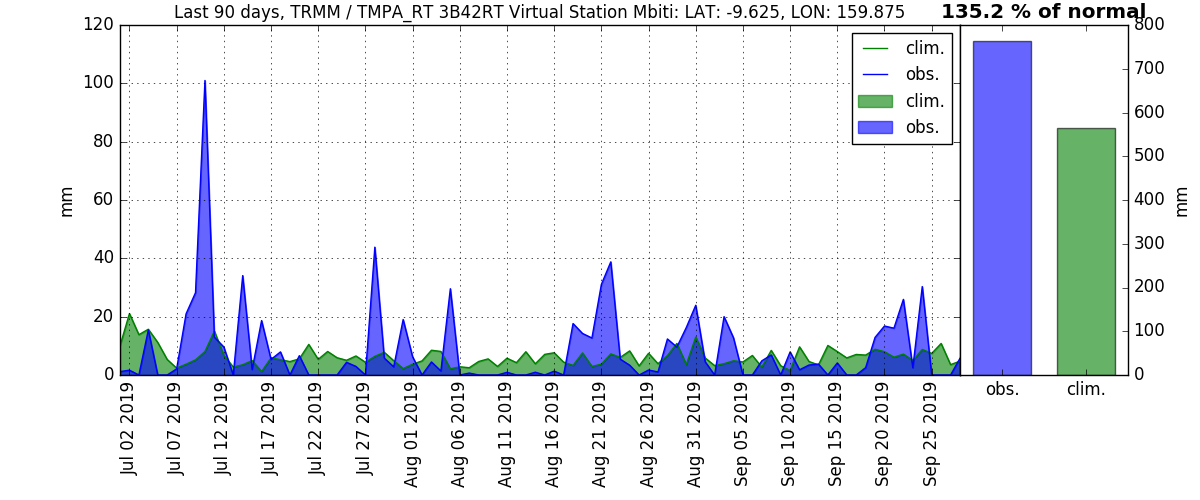 Last 90 days, TRMM / TMPA_RT 3B42RT Virtual Station Mbiti: LAT: -9.625, LON: 159.875
135.2 % of normal
120
100
80
60
40
20
0
mm
clim.
obs.
clim.
obs.
800
700
600
500
400
300
200
100
0
mm
obs.
clim.
Jul 02 2019
Jul 07 2019
Jul 12 2019
Jul 17 2019
Jul 22 2019
Jul 27 2019
Aug 01 2019
Aug 06 2019
Aug 11 2019
Aug 16 2019
Aug 21 2019
Aug 26 2019
Aug 31 2019
Sep 05 2019
Sep 10 2019
Sep 15 2019
Sep 20 2019
Sep 25 2019